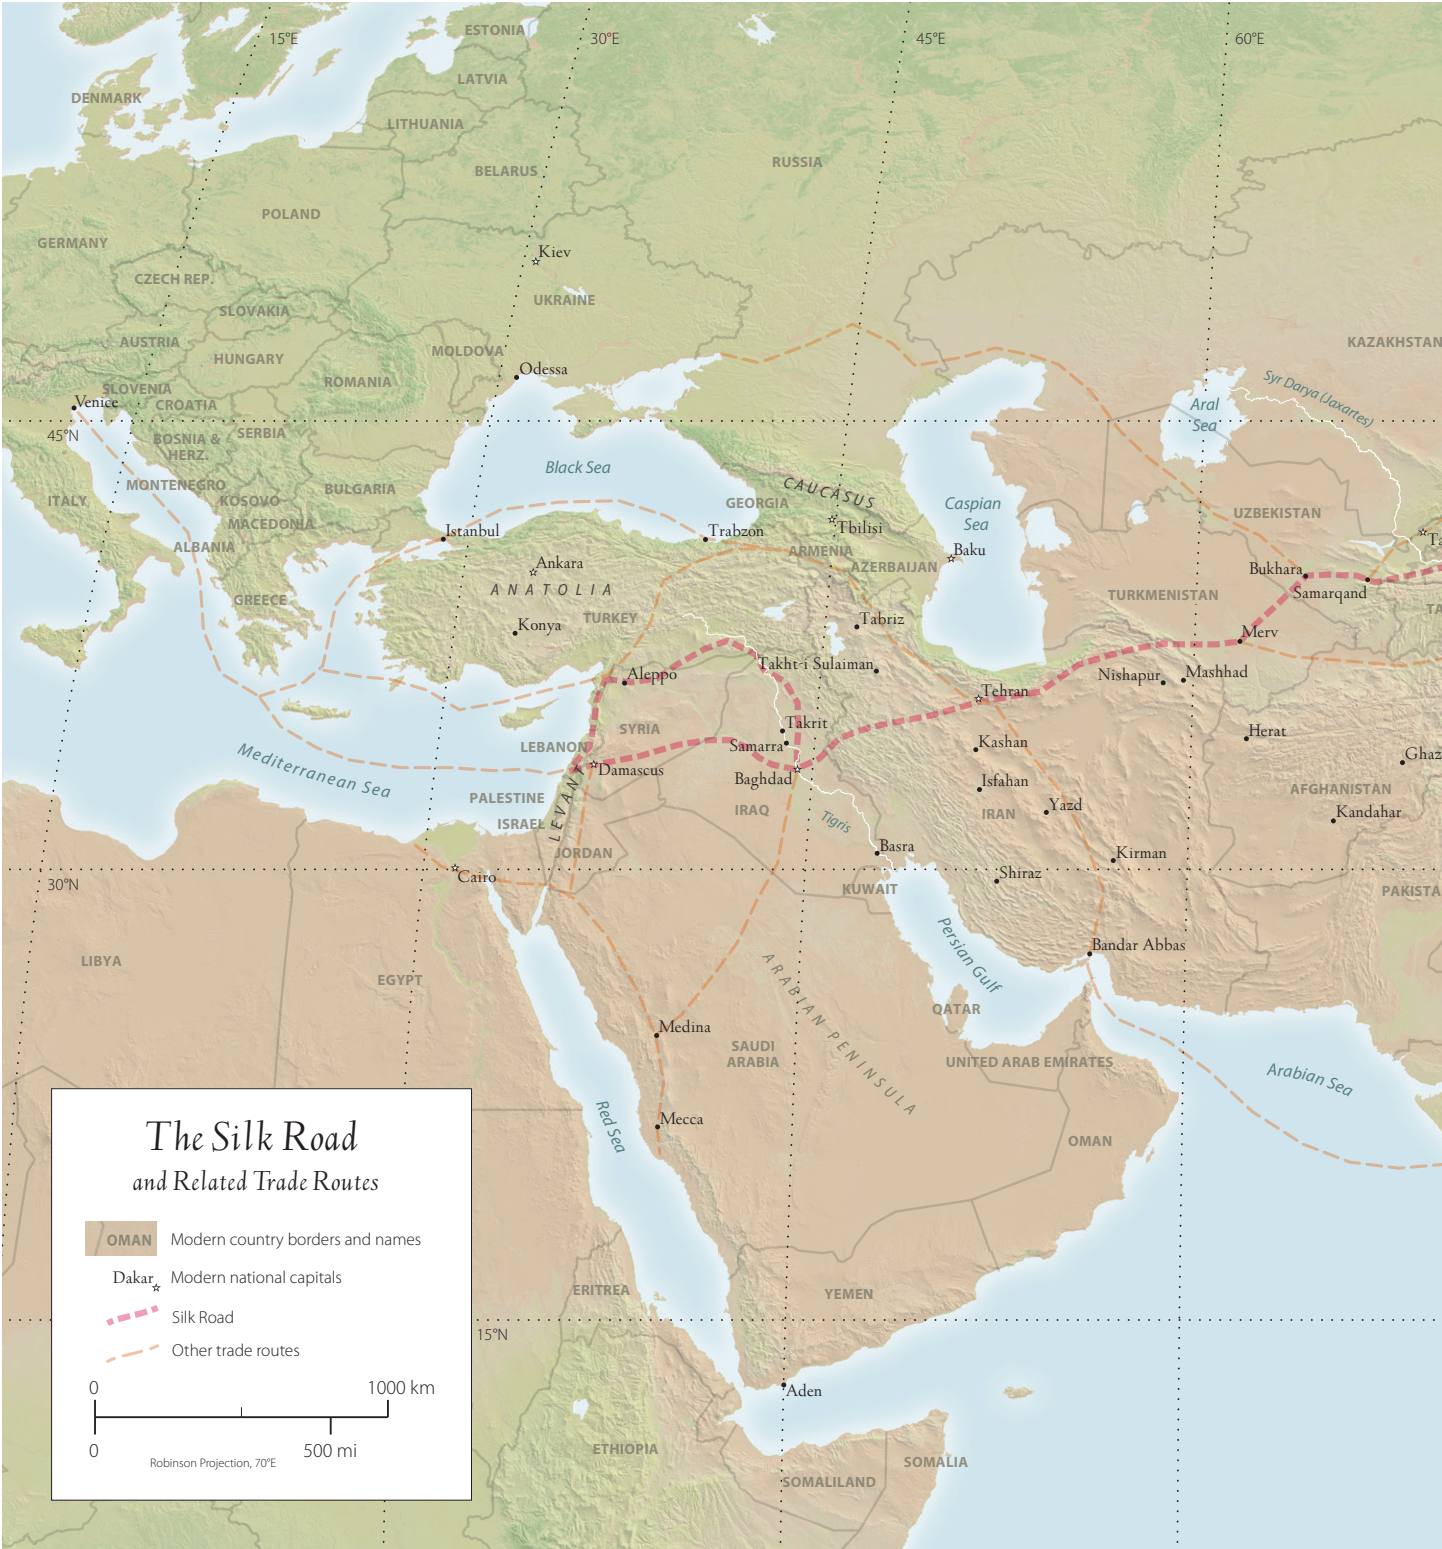 15°E
30°E
45°E
60°E
ESTONIA
LATVIA
DENMARK
LITHUANIA
RUSSIA
BELARUS
POLAND
GERMANY
Kiev
CZECH REP.
UKRAINE
SLOVAKIA
AUSTRIA
HUNGARY
MOLDOVA
KAZAKHSTAN
Odessa
ROMANIA
SLOVENIA
Venice
CROATIA
Syr Darya (Jaxartes)
Aral
Sea
45°N
SERBIA
BOSNIA &
HERZ.
Black Sea
MONTENEGRO
BULGARIA
CAUCASUS
ITALY
KOSOVO
GEORGIA
Caspian
Sea
UZBEKISTAN
MACEDONIA
Istanbul
Trabzon
Tbilisi
Ta
ALBANIA
ARMENIA
Baku
Ankara
AZERBAIJAN
Bukhara
ANATOLIA
TURKMENISTAN
Samarqand
GREECE
TURKEY
TA
Konya
Tabriz
Merv
Takht-i Sulaiman
Aleppo
Nishapur
Mashhad
Tehran
SYRIA
Takrit
Herat
LEBANON
Samarra
Kashan
Mediterranean Sea
Damascus
Baghdad
Ghaz
Isfahan
AFGHANISTAN
PALESTINE
LEVANT
IRAQ
Tigris
IRAN
Yazd
Kandahar
ISRAEL
JORDAN
Basra
Kirman
Cairo
Shiraz
30°N
KUWAIT
PAKISTA
Persian Gulf
Bandar Abbas
LIBYA
EGYPT
ARABIAN PENINSULA
QATAR
Medina
SAUDI
ARABIA
UNITED ARAB EMIRATES
Arabian Sea
Red Sea
Mecca
OMAN
The Silk Road
and Related Trade Routes
OMAN
Modern country borders and names
Dakar
Modern national capitals
Silk Road
Other trade routes
0
1000 km
0
500 mi
Robinson Projection, 70°E
ERITREA
YEMEN
15°N
Aden
ETHIOPIA
SOMALIA
SOMALILAND